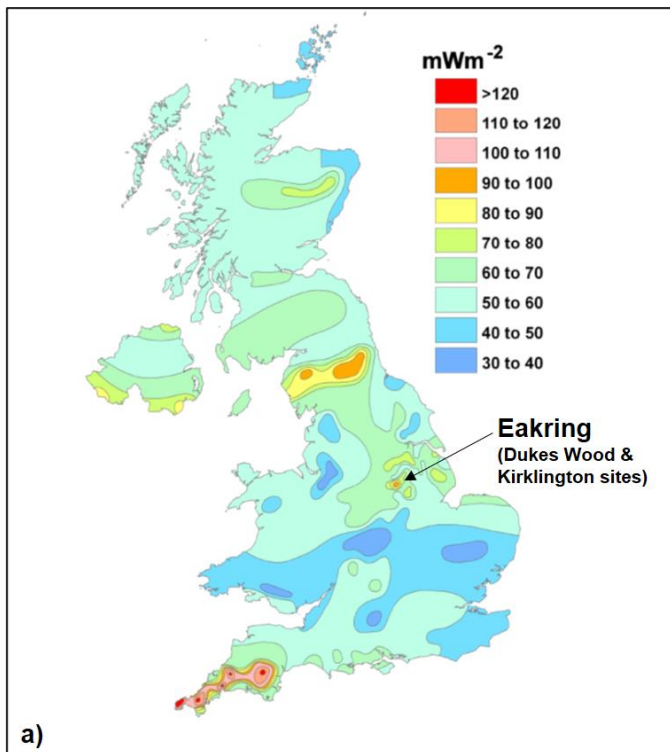 mWm⁻²
>120
110 to 120
100 to 110
90 to 100
80 to 90
70 to 80
60 to 70
50 to 60
40 to 50
30 to 40
Eakring
(Dukes Wood &
Kirklington sites)
a)